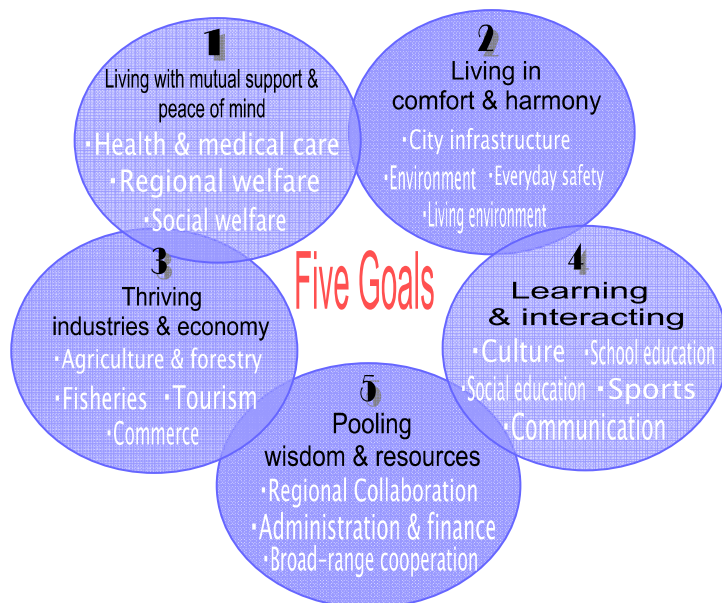 1
Living with mutual support &
peace of mind
・Health & medical care
・Regional welfare
・Social welfare
2
Living in
comfort & harmony
・City infrastructure
・Environment ・Everyday safety
・Living environment
Five Goals
3
Thriving
industries & economy
・Agriculture & forestry
・Fisheries ・Tourism
・Commerce
4
Learning
& interacting
・Culture ・School education
・Social education ・Sports
・Communication
5
Pooling
wisdom & resources
・Regional Collaboration
・Administration & finance
・Broad-range cooperation